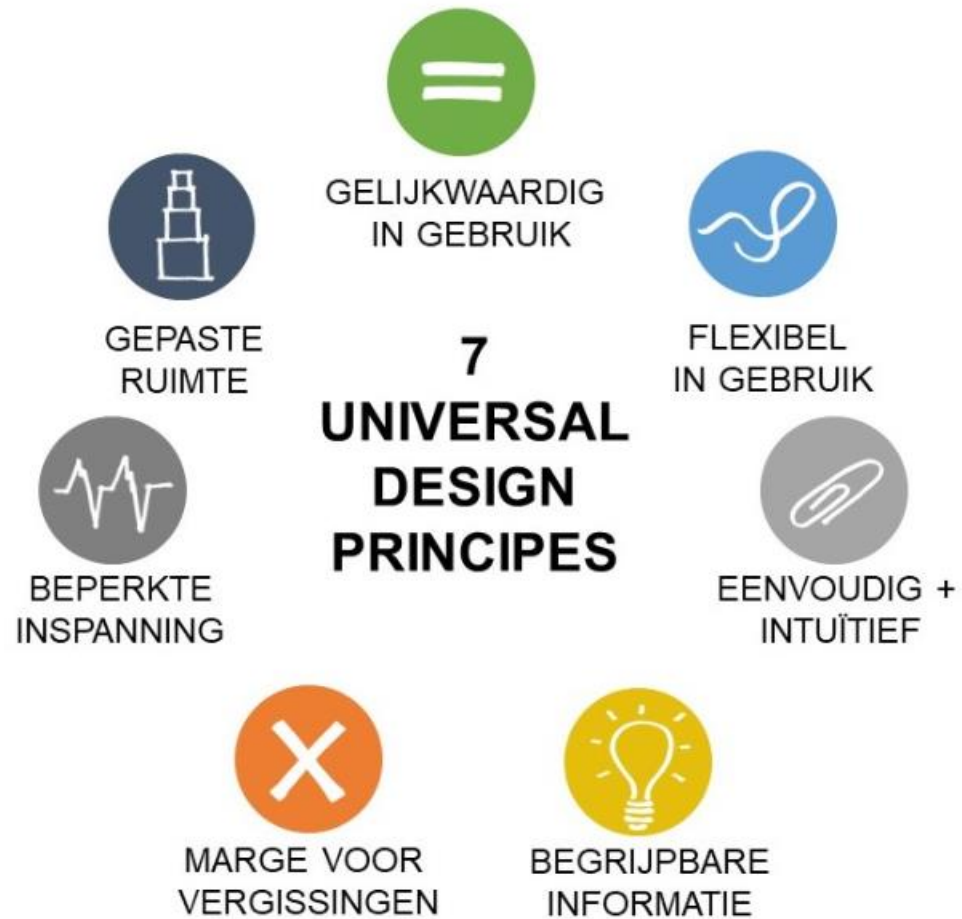 GELIJKWAARDIG
IN GEBRUIK
FLEXIBEL
IN GEBRUIK
EENVOUDIG +
INTUÏTIEF
BEGRIJPBARE
INFORMATIE
MARGE VOOR
VERGISSINGEN
BEPERKTE
INSPANNING
GEPASTE
RUIMTE
7
UNIVERSAL
DESIGN
PRINCIPES